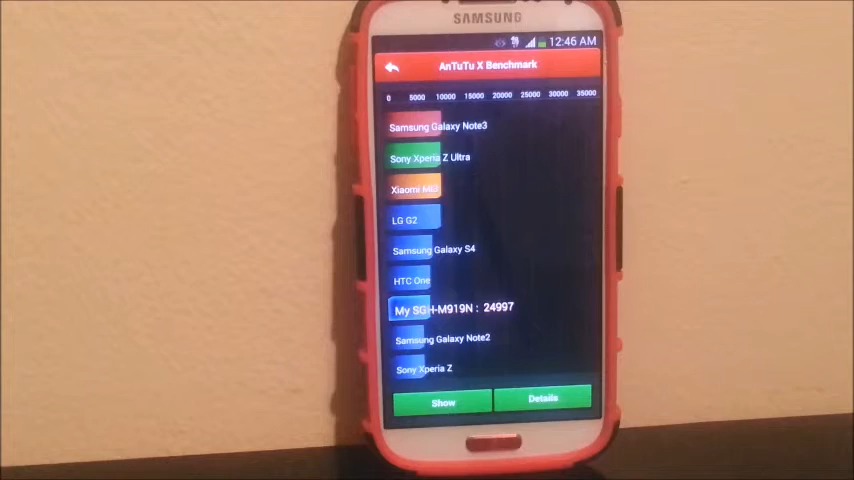 SAMSUNG
12:46 AM
AnTuTu X Benchmark
0 5000 10000 15000 20000 25000 30000 35000
Samsung Galaxy Note3
Sony Xperia Z Ultra
Xiaomi MI3
LG G2
Samsung Galaxy S4
HTC One
My SGH-M919N : 24997
Samsung Galaxy Note2
Sony Xperia Z
Show Details